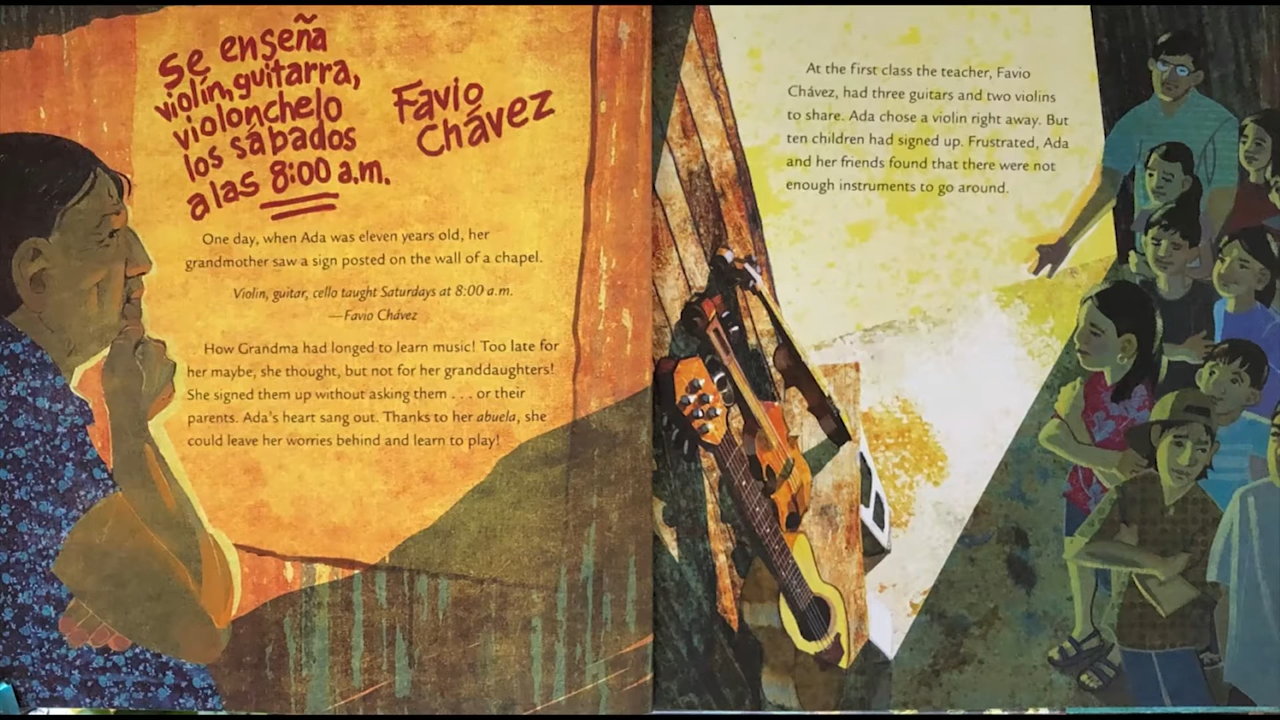 Se enseña
violín, guitarra,
violonchelo
los sábados
a las 8:00 a.m.
Favio
Chávez
One day, when Ada was eleven years old, her
grandmother saw a sign posted on the wall of a chapel.
Violin, guitar, cello taught Saturdays at 8:00 a.m.
—Favio Chávez
How Grandma had longed to learn music! Too late for
her maybe, she thought, but not for her granddaughters!
She signed them up without asking them . . . or their
parents. Ada's heart sang out. Thanks to her abuela, she
could leave her worries behind and learn to play!
At the first class the teacher, Favio
Chávez, had three guitars and two violins
to share. Ada chose a violin right away. But
ten children had signed up. Frustrated, Ada
and her friends found that there were not
enough instruments to go around.